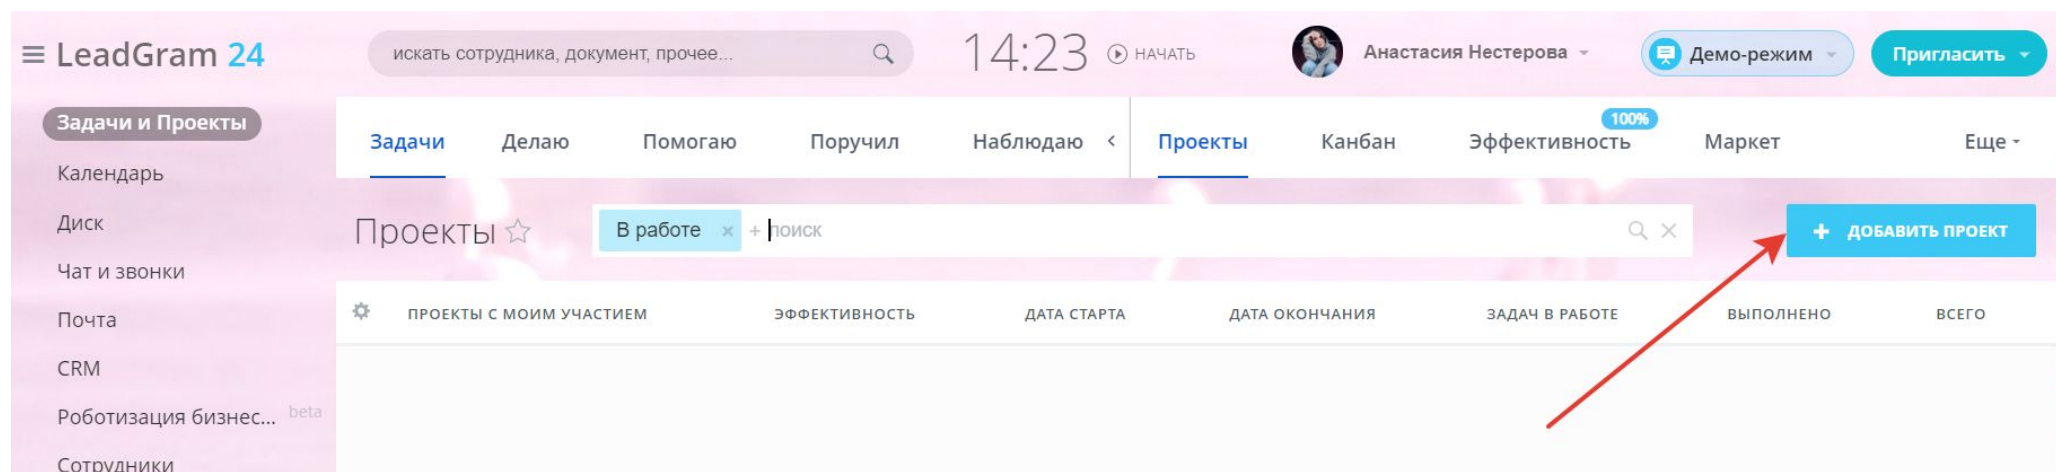 LeadGram 24
искать сотрудника, документ, прочее...
14:23 НАЧАТЬ
Анастасия Нестерова
Демо-режим
Пригласить
Задачи и Проекты
Календарь
Диск
Чат и звонки
Почта
CRM
Роботизация бизнес... beta
Сотрудники
Задачи Делаю Помогаю Поручил Наблюдаю < Проекты Канбан Эффективность 100% Маркет Еще
Проекты
В работе × + поиск
+ ДОБАВИТЬ ПРОЕКТ
ПРОЕКТЫ С МОИМ УЧАСТИЕМ ЭФФЕКТИВНОСТЬ ДАТА СТАРТА ДАТА ОКОНЧАНИЯ ЗАДАЧ В РАБОТЕ ВЫПОЛНЕНО ВСЕГО